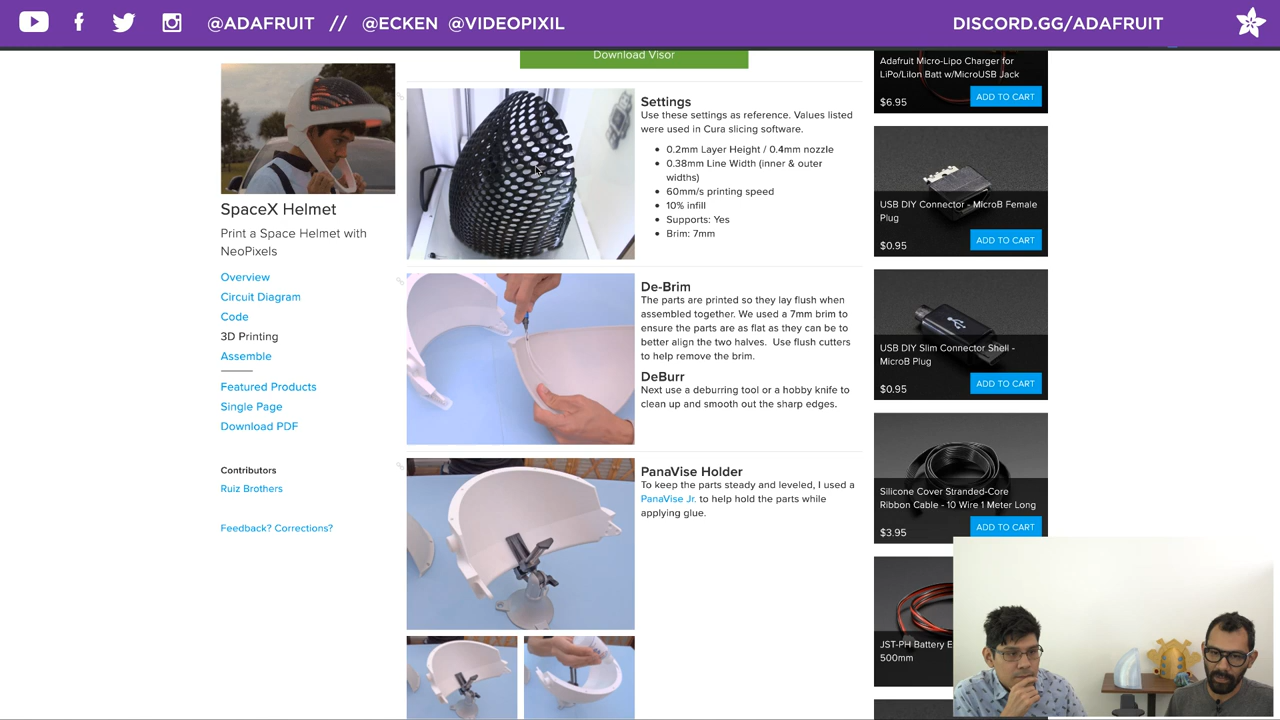 @ADAFRUIT // @ECKEN @VIDEOPIXIL
DISCORD.GG/ADAFRUIT
Download Visor
SpaceX Helmet
Print a Space Helmet with
NeoPixels
Overview
Circuit Diagram
Code
3D Printing
Assemble
Featured Products
Single Page
Download PDF
Contributors
Ruiz Brothers
Feedback? Corrections?
Settings
Use these settings as reference. Values listed
were used in Cura slicing software.
0.2mm Layer Height / 0.4mm nozzle
0.38mm Line Width (inner & outer
widths)
60mm/s printing speed
10% infill
Supports: Yes
Brim: 7mm
De-Brim
The parts are printed so they lay flush when
assembled together. We used a 7mm brim to
ensure the parts are as flat as they can be to
better align the two halves. Use flush cutters
to help remove the brim.
DeBurr
Next use a deburring tool or a hobby knife to
clean up and smooth out the sharp edges.
PanaVise Holder
To keep the parts steady and leveled, I used a
PanaVise Jr. to help hold the parts while
applying glue.
Adafruit Micro-Lipo Charger for
LiPo/LiIon Batt w/MicroUSB Jack
$6.95
ADD TO CART
USB DIY Connector - MicroB Female
Plug
$0.95
ADD TO CART
USB DIY Slim Connector Shell -
MicroB Plug
$0.95
ADD TO CART
Silicone Cover Stranded-Core
Ribbon Cable - 10 Wire 1 Meter Long
$3.95
ADD TO CART
JST-PH Battery E
500mm